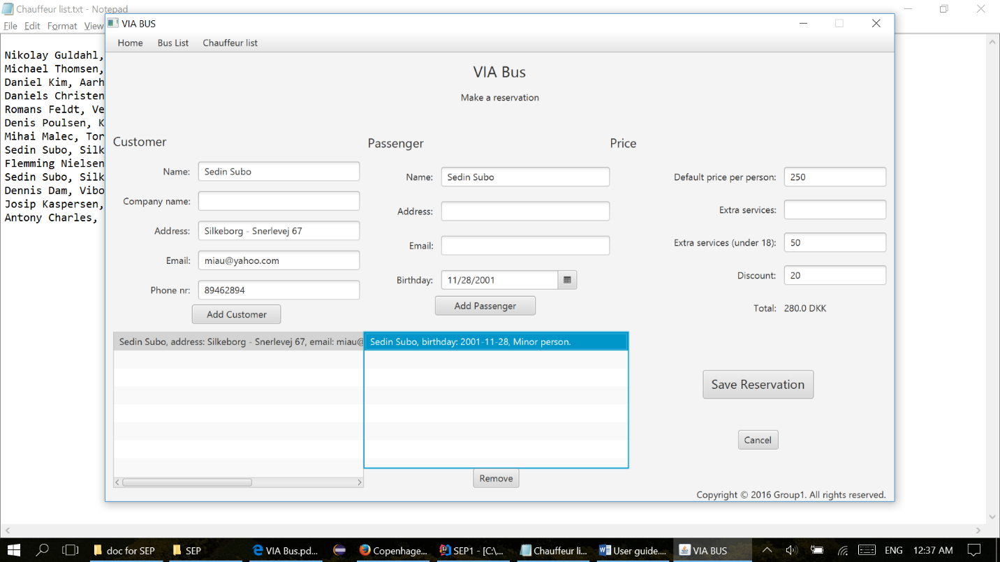 Chauffeur list.txt - Notepad
File Edit Format View
Nikolay Guldahl,
Michael Thomsen,
Daniel Kim, Aarh
Daniels Christen
Romans Feldt, Ve
Denis Poulsen, K
Mihai Malec, Tor
Sedin Subo, Silk
Flemming Nielsen
Sedin Subo, Silk
Dennis Dam, Vibo
Josip Kaspersen,
Antony Charles,
VIA BUS
Home Bus List Chauffeur list
VIA Bus
Make a reservation
Customer
Name: Sedin Subo
Company name:
Address: Silkeborg - Snerlevej 67
Email: miau@yahoo.com
Phone nr: 89462894
Add Customer
Sedin Subo, address: Silkeborg - Snerlevej 67, email: miau@
Passenger
Name: Sedin Subo
Address:
Email:
Birthday: 11/28/2001
Add Passenger
Sedin Subo, birthday: 2001-11-28, Minor person.
Remove
Price
Default price per person: 250
Extra services:
Extra services (under 18): 50
Discount: 20
Total: 280.0 DKK
Save Reservation
Cancel
Copyright © 2016 Group1. All rights reserved.
doc for SEP SEP VIA Bus.pd... Copenhage... SEP1 - [C:\... Chauffeur li... User guide.... VIA BUS ENG 12:37 AM